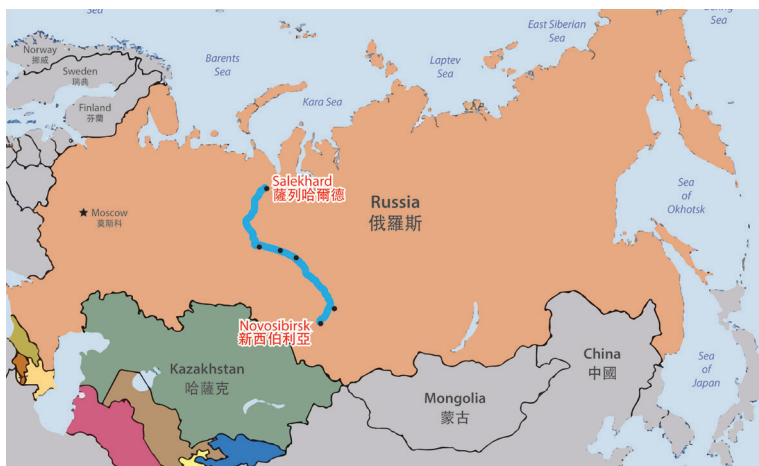 Sea
Bering
Sea
East Siberian
Sea
Norway
挪威
Sweden
瑞典
Finland
芬蘭
Barents
Sea
Laptev
Sea
Kara Sea
Salekhard
薩列哈爾德
Russia
俄羅斯
Moscow
莫斯科
Sea
of
Okhotsk
Novosibirsk
新西伯利亞
Kazakhstan
哈薩克
Mongolia
蒙古
China
中國
Sea
of
Japan